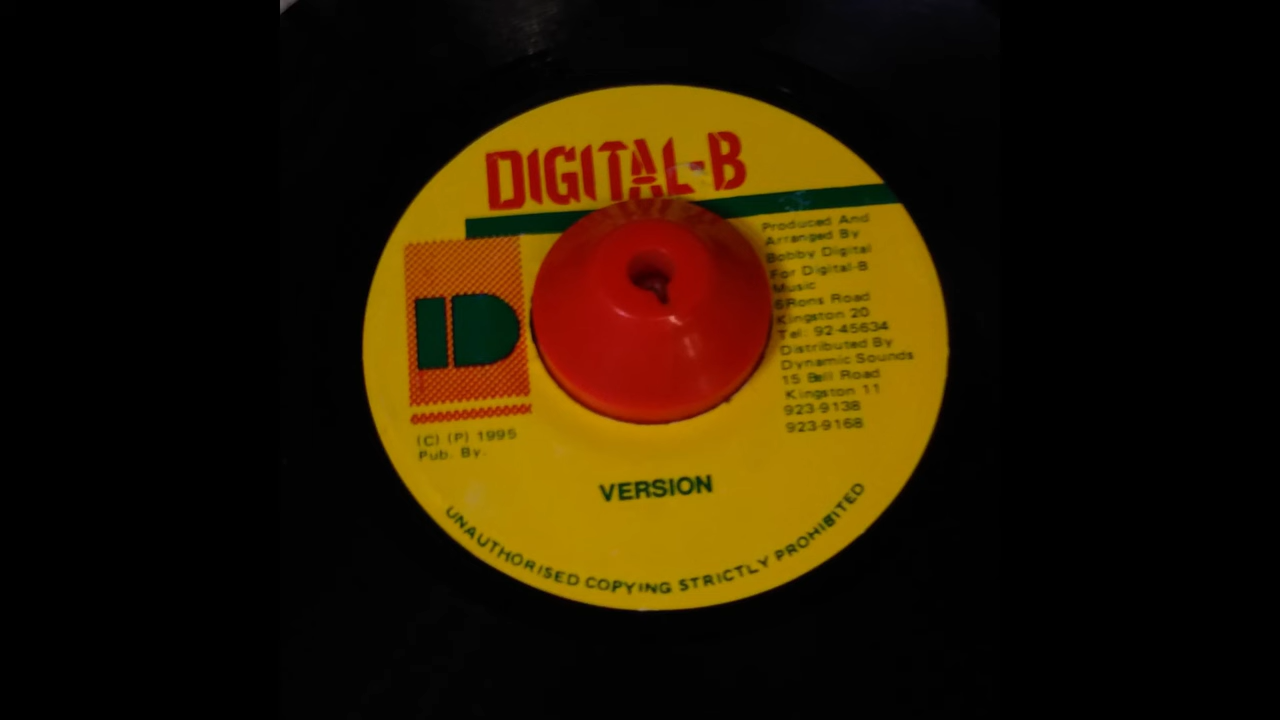 DIGITAL-B
Produced And
Arranged By
Bobby Digital
For Digital-B
Music
6Rons Road
Kingston 20
Tel: 92-45634
Distributed By
Dynamic Sounds
15 Bell Road
Kingston 11
923-9138
923-9168
D
(C) (P) 1995
Pub. By.
VERSION
UNAUTHORISED COPYING STRICTLY PROHIBITED